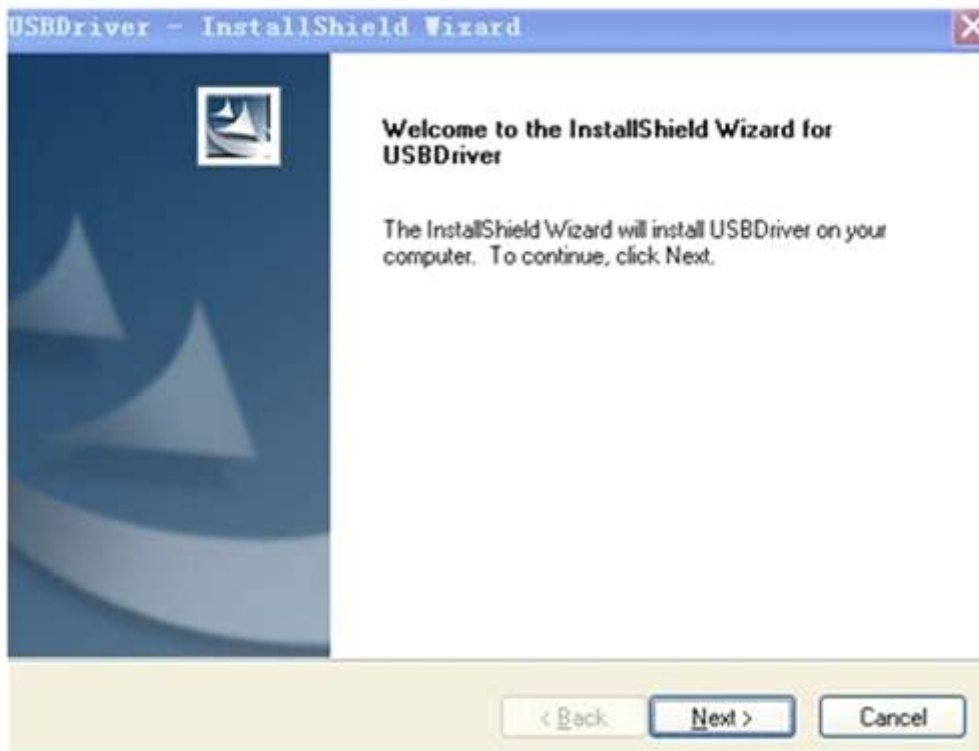 USBDriver - InstallShield Wizard
Welcome to the InstallShield Wizard for
USBDriver
The InstallShield Wizard will install USBDriver on your
computer. To continue, click Next.
< Back
Next >
Cancel